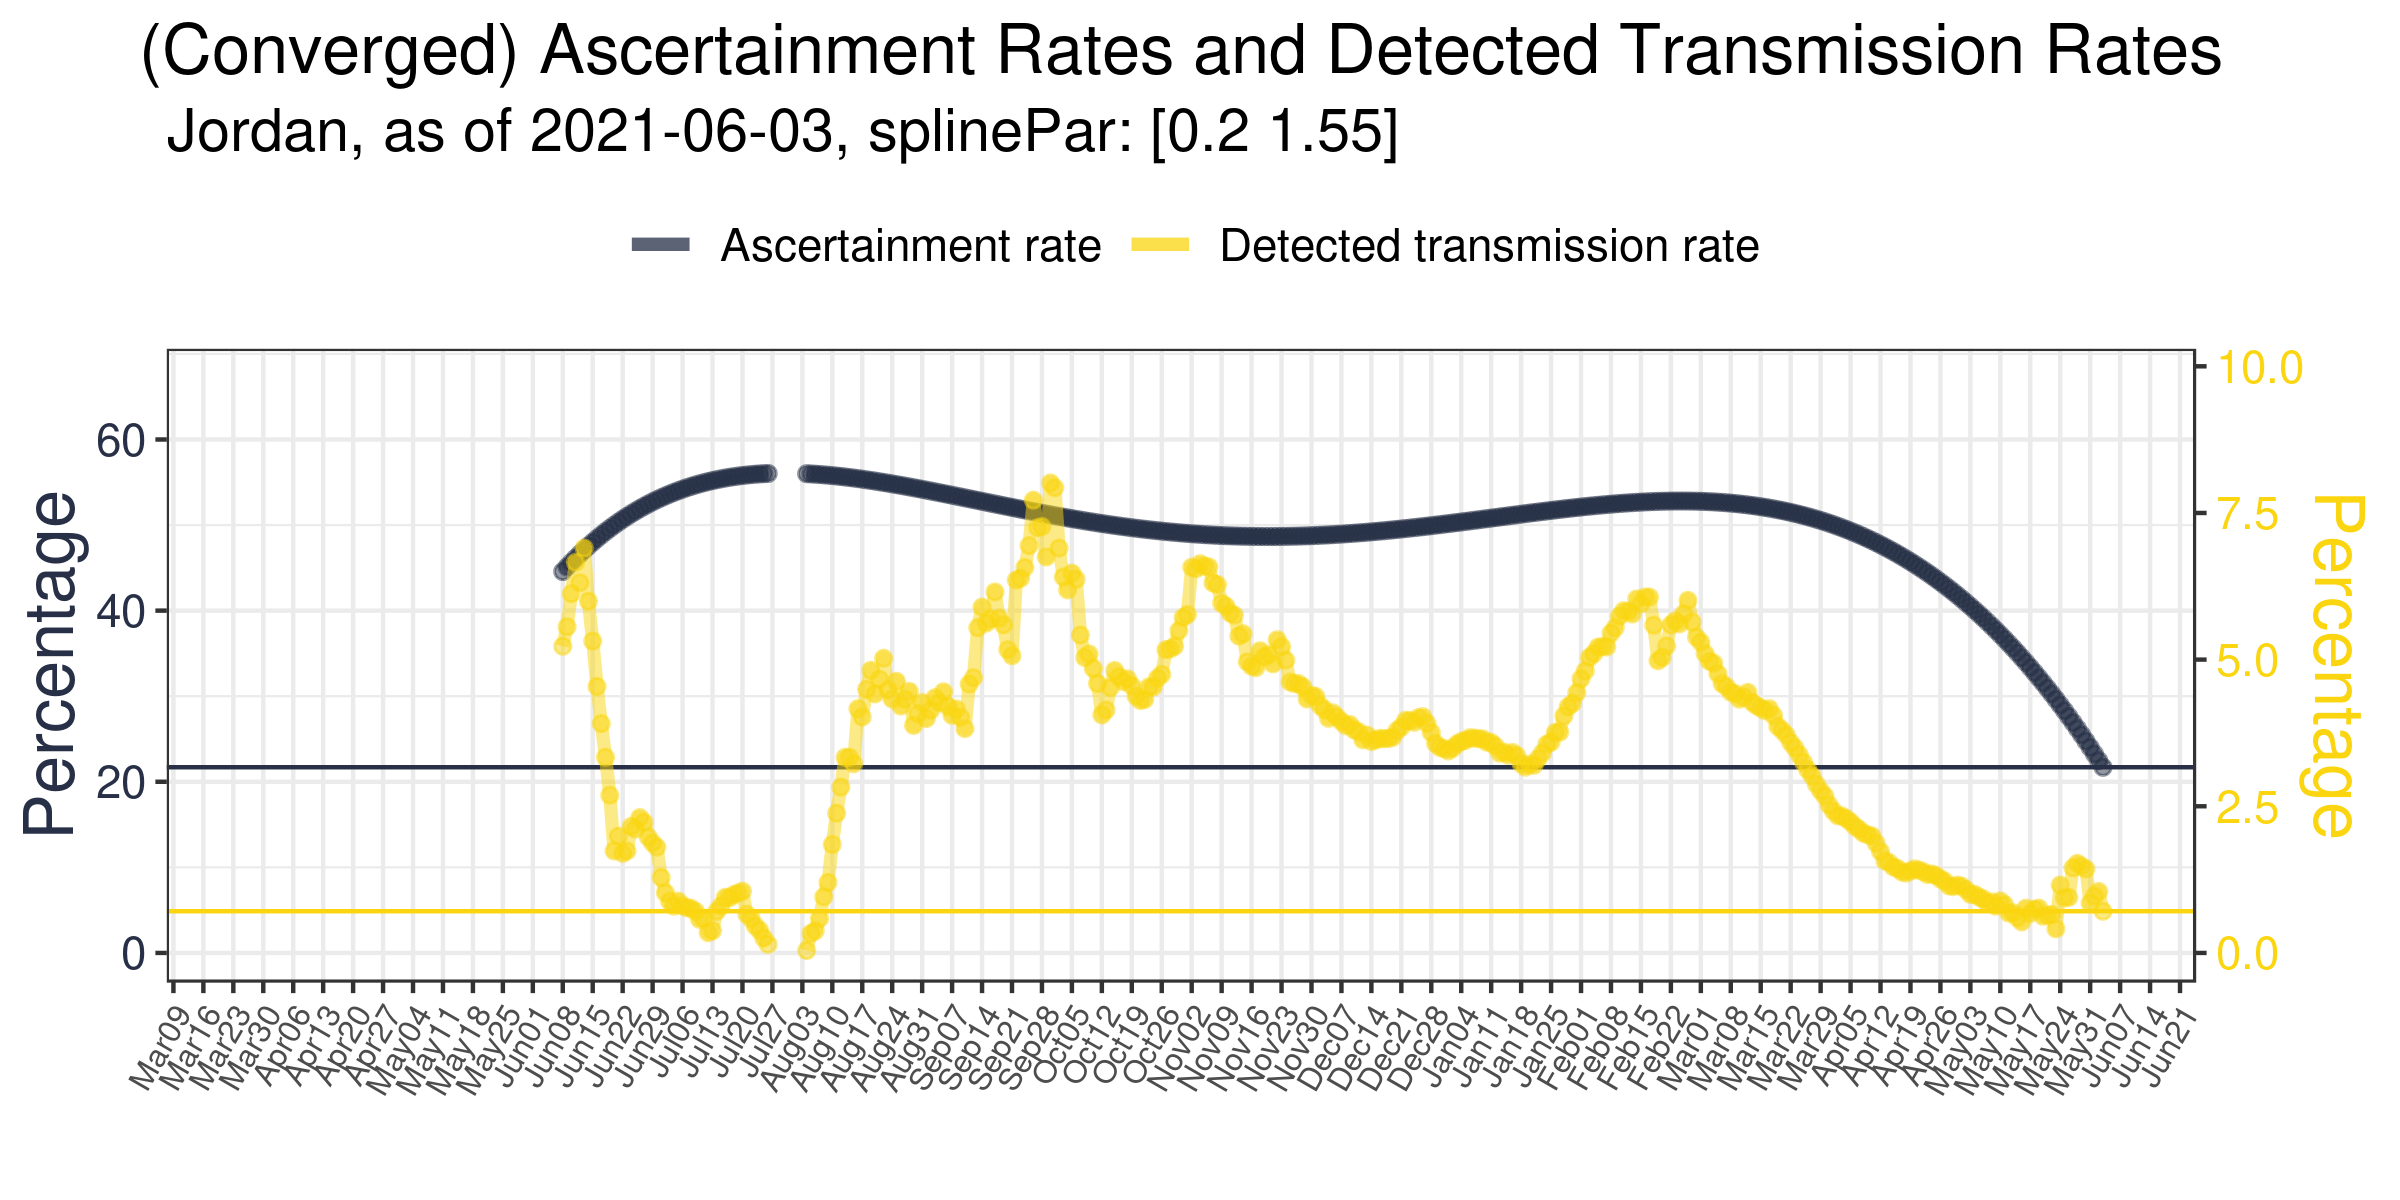 (Converged) Ascertainment Rates and Detected Transmission Rates
Jordan, as of 2021-06-03, splinePar: [0.2 1.55]
Ascertainment rate
Detected transmission rate
Percentage
60
40
20
0
10.0
7.5
5.0
2.5
0.0
Percentage
Mar09
Mar16
Mar23
Mar30
Apr06
Apr13
Apr20
Apr27
May04
May11
May18
May25
Jun01
Jun08
Jun15
Jun22
Jun29
Jul06
Jul13
Jul20
Jul27
Aug03
Aug10
Aug17
Aug24
Aug31
Sep07
Sep14
Sep21
Sep28
Oct05
Oct12
Oct19
Oct26
Nov02
Nov09
Nov16
Nov23
Nov30
Dec07
Dec14
Dec21
Dec28
Jan04
Jan11
Jan18
Jan25
Feb01
Feb08
Feb15
Feb22
Mar01
Mar08
Mar15
Mar22
Mar29
Apr05
Apr12
Apr19
Apr26
May03
May10
May17
May24
May31
Jun07
Jun14
Jun21